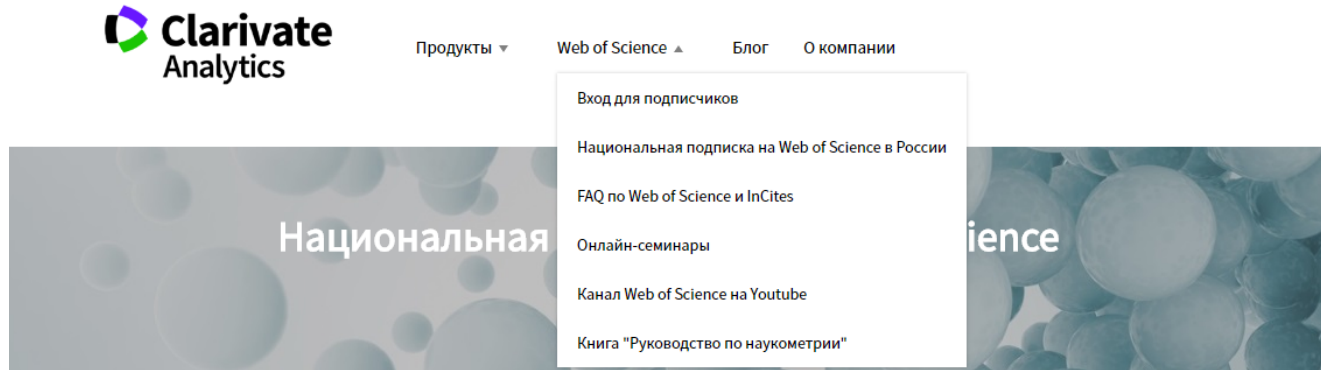 Clarivate
Analytics
Продукты Web of Science Блог О компании
Вход для подписчиков
Национальная подписка на Web of Science в России
FAQ по Web of Science и InCites
Национальная ience
Онлайн-семинары
Канал Web of Science на Youtube
Книга "Руководство по наукометрии"